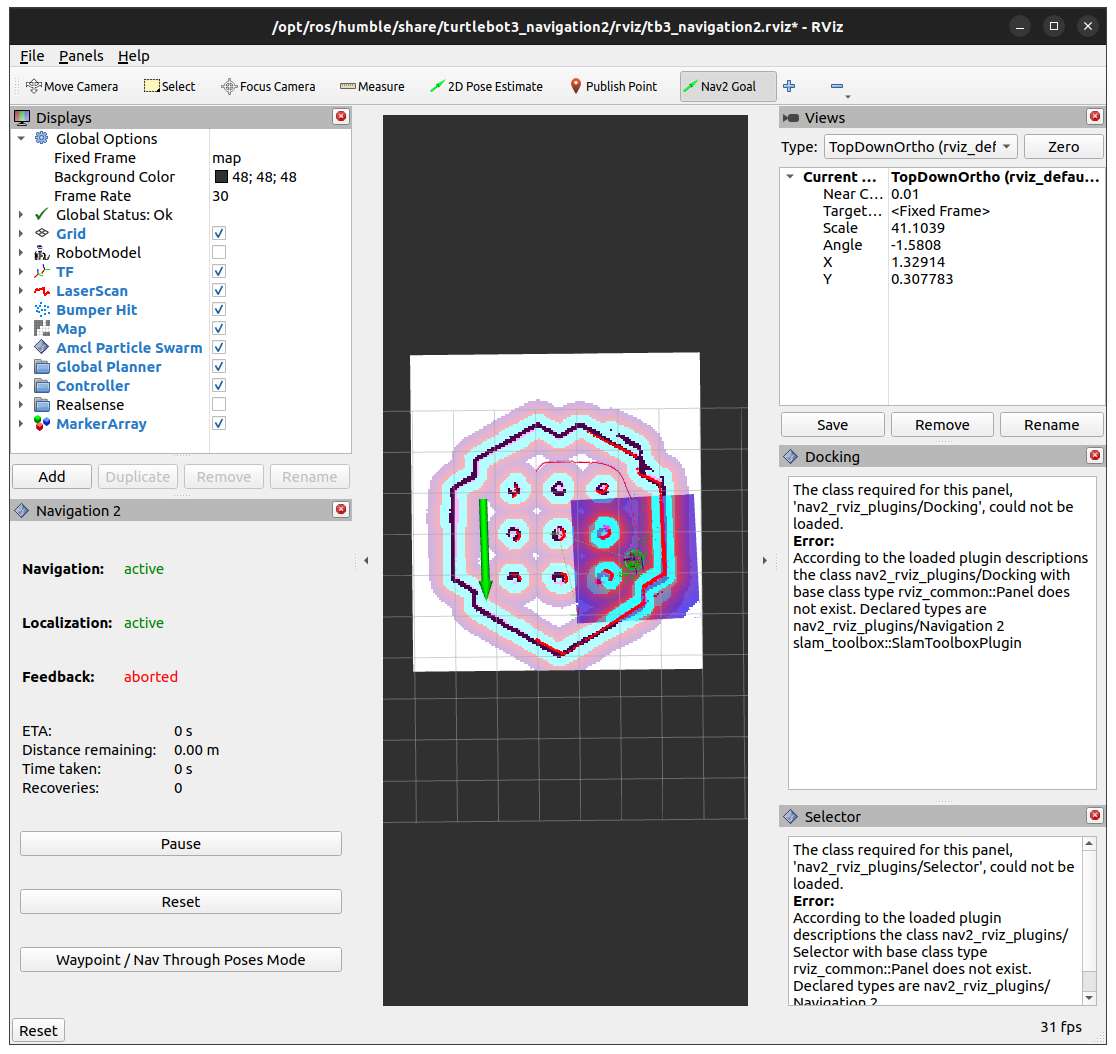 /opt/ros/humble/share/turtlebot3_navigation2/rviz/tb3_navigation2.rviz* - RViz
File Panels Help
Move Camera Select Focus Camera Measure 2D Pose Estimate Publish Point Nav2 Goal
Displays
Global Options
Fixed Frame map
Background Color 48; 48; 48
Frame Rate 30
Global Status: Ok
Grid
RobotModel
TF
LaserScan
Bumper Hit
Map
Amcl Particle Swarm
Global Planner
Controller
Realsense
MarkerArray
Add Duplicate Remove Rename
Navigation 2
Navigation: active
Localization: active
Feedback: aborted
ETA: 0 s
Distance remaining: 0.00 m
Time taken: 0 s
Recoveries: 0
Pause
Reset
Waypoint / Nav Through Poses Mode
Reset
Views
Type: TopDownOrtho (rviz_def Zero
Current ... TopDownOrtho (rviz_defau...
Near C... 0.01
Target... <Fixed Frame>
Scale 41.1039
Angle -1.5808
X 1.32914
Y 0.307783
Save Remove Rename
Docking
The class required for this panel,
'nav2_rviz_plugins/Docking', could not be
loaded.
Error:
According to the loaded plugin descriptions
the class nav2_rviz_plugins/Docking with
base class type rviz_common::Panel does
not exist. Declared types are
nav2_rviz_plugins/Navigation 2
slam_toolbox::SlamToolboxPlugin
Selector
The class required for this panel,
'nav2_rviz_plugins/Selector', could not be
loaded.
Error:
According to the loaded plugin
descriptions the class nav2_rviz_plugins/
Selector with base class type
rviz_common::Panel does not exist.
Declared types are nav2_rviz_plugins/
Navigation 2
31 fps